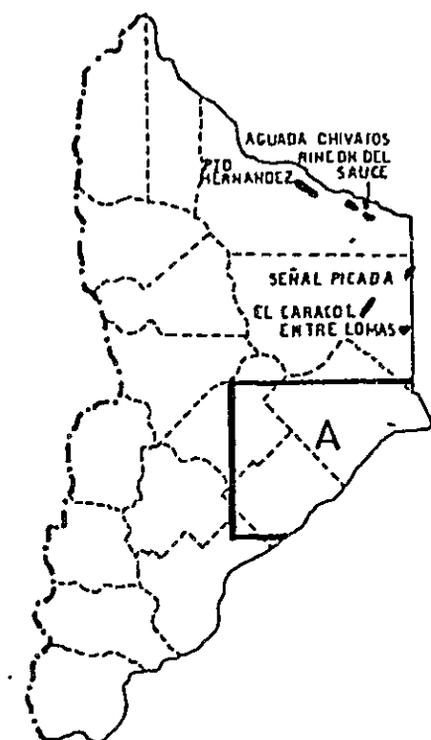 AGUADA CHIVATOS
RINCON DEL
SAUCE
PTO
HERNANDEZ
SEÑAL PICADA
EL CARACOL
ENTRE LOMAS
A